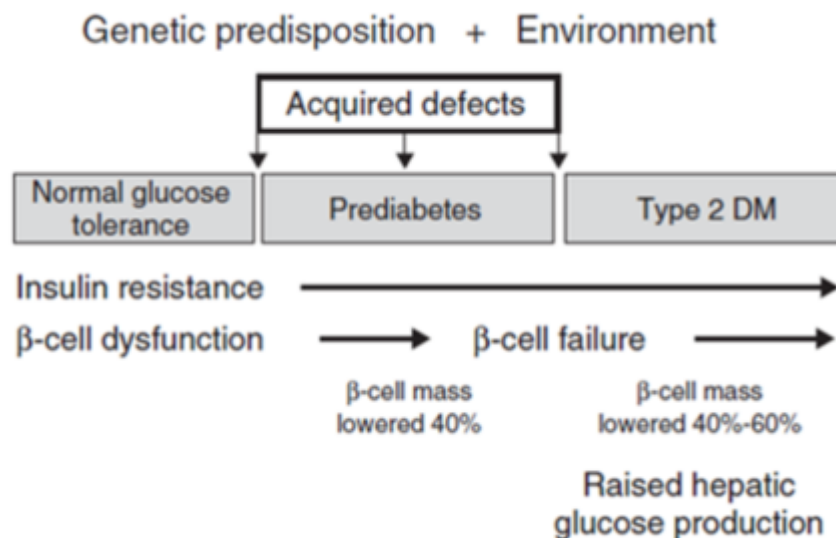 Genetic predisposition + Environment
Acquired defects
Normal glucose
tolerance
Prediabetes
Type 2 DM
Insulin resistance
β-cell dysfunction
β-cell failure
β-cell mass
lowered 40%
β-cell mass
lowered 40%-60%
Raised hepatic
glucose production